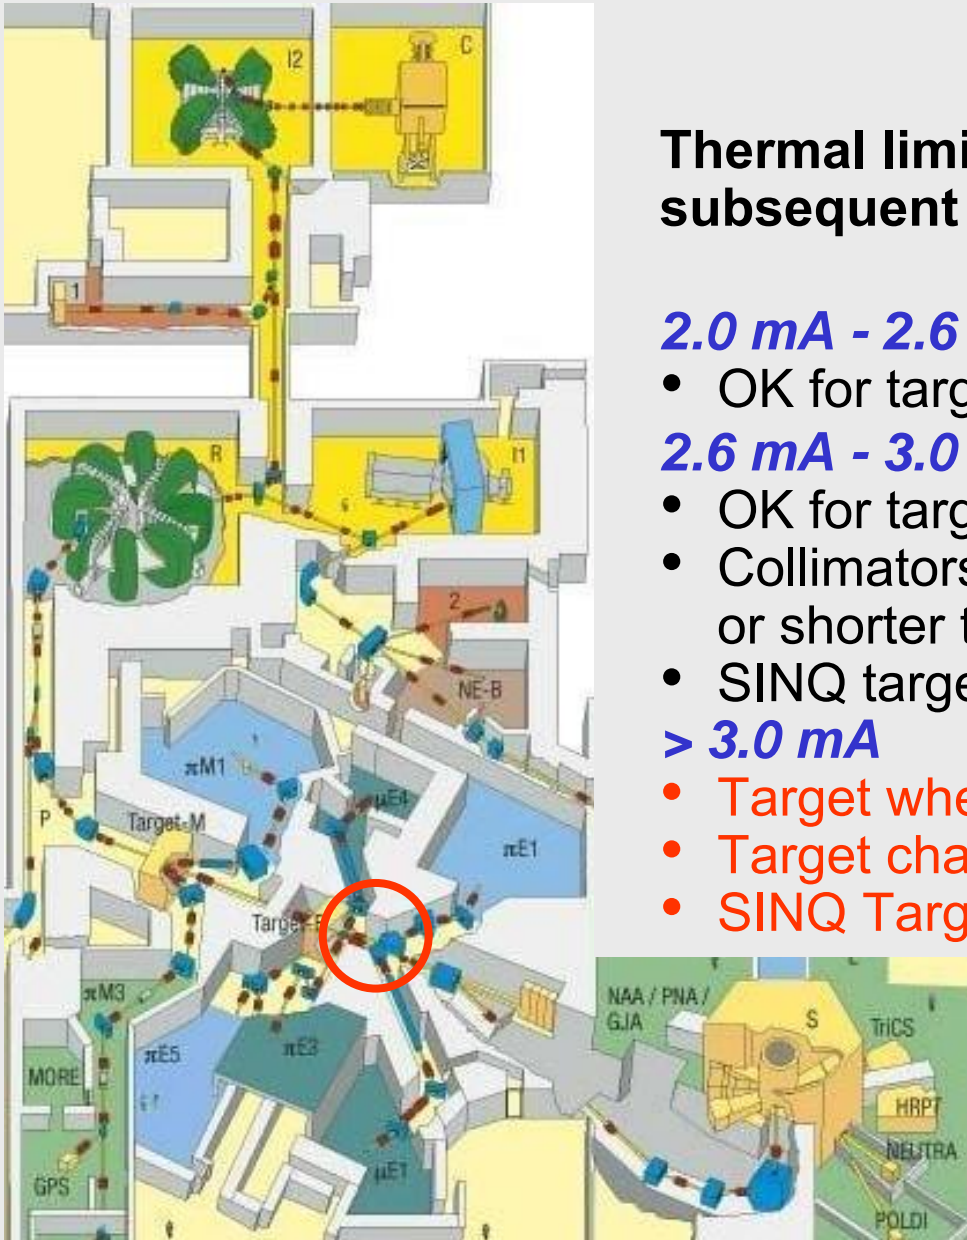 I2
C
1
R
I1
2
NE-B
πM1
P
Target-M
μE4
πE1
Target-E
πM3
πE5
πE3
MORE
GPS
μE1
NAA / PNA /
GJA
S
TriCS
HRPT
NEUTRA
POLDI
Thermal limi
subsequent
2.0 mA - 2.6
• OK for targ
2.6 mA - 3.0
• OK for targ
• Collimators
or shorter t
• SINQ targe
> 3.0 mA
• Target whe
• Target cha
• SINQ Targ